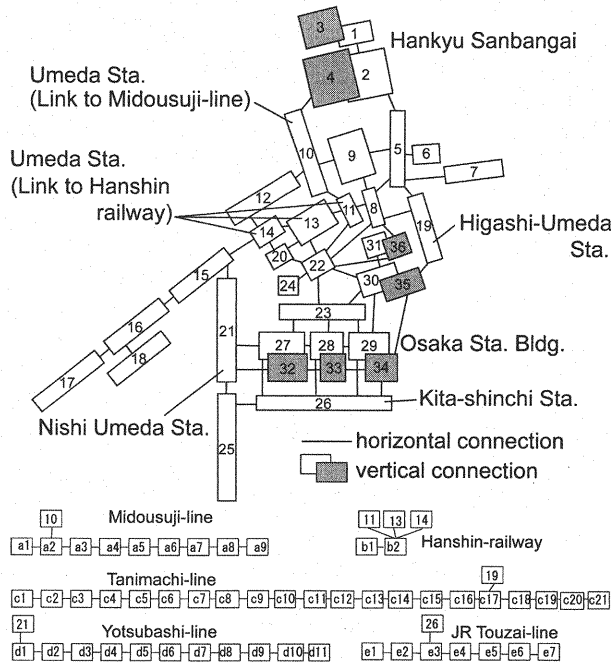 3
1
Hankyu Sanbangai
4
2
Umeda Sta.
(Link to Midousuji-line)
10
9
5
6
7
Umeda Sta.
(Link to Hanshin
railway)
12
13
11
8
19
14
Higashi-Umeda
Sta.
31
36
20
22
15
24
30
35
21
23
16
18
17
27
28
29
Osaka Sta. Bldg.
32
33
34
26
Kita-shinchi Sta.
Nishi Umeda Sta.
25
horizontal connection
vertical connection
10
Midousuji-line
a1 a2 a3 a4 a5 a6 a7 a8 a9
11 13 14
b1 b2
Hanshin-railway
Tanimachi-line
19
c1 c2 c3 c4 c5 c6 c7 c8 c9 c10 c11 c12 c13 c14 c15 c16 c17 c18 c19 c20 c21
21
Yotsubashi-line
d1 d2 d3 d4 d5 d6 d7 d8 d9 d10 d11
26
JR Touzai-line
e1 e2 e3 e4 e5 e6 e7